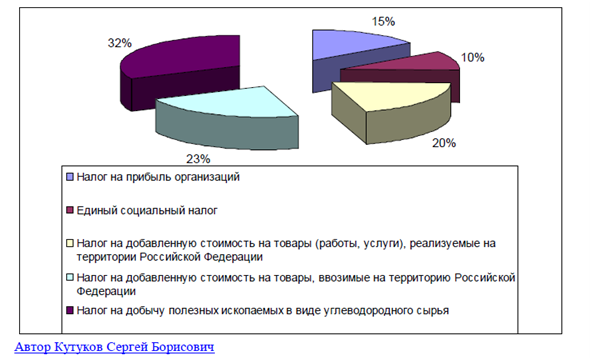 32%
15%
10%
20%
23%
Налог на прибыль организаций
Единый социальный налог
Налог на добавленную стоимость на товары (работы, услуги), реализуемые на
территории Российской Федерации
Налог на добавленную стоимость на товары, ввозимые на территорию Российской
Федерации
Налог на добычу полезных ископаемых в виде углеводородного сырья
Автор Кутуков Сергей Борисович